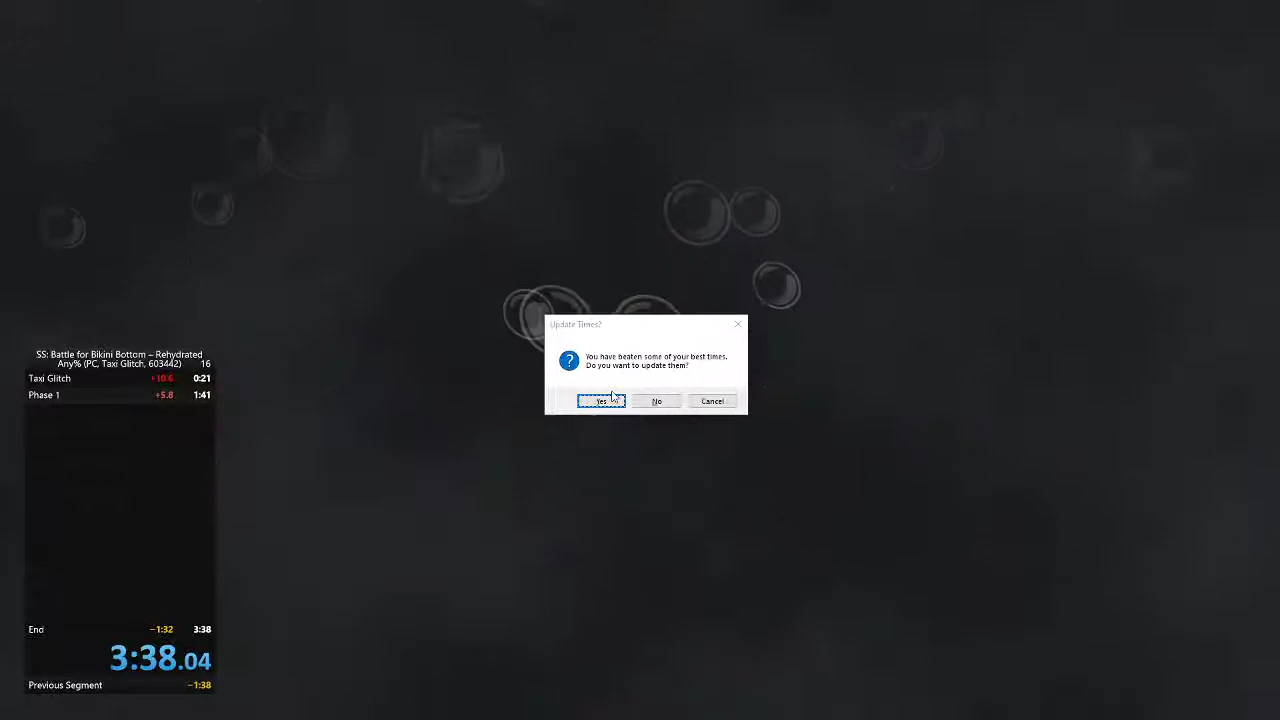 Update Times?
You have beaten some of your best times.
Do you want to update them?
Yes
No
Cancel
SS: Battle for Bikini Bottom – Rehydrated
Any% (PC, Taxi Glitch, 603442) 16
Taxi Glitch +10.6 0:21
Phase 1 +5.8 1:41
End −1:32 3:38
3:38.04
Previous Segment −1:38